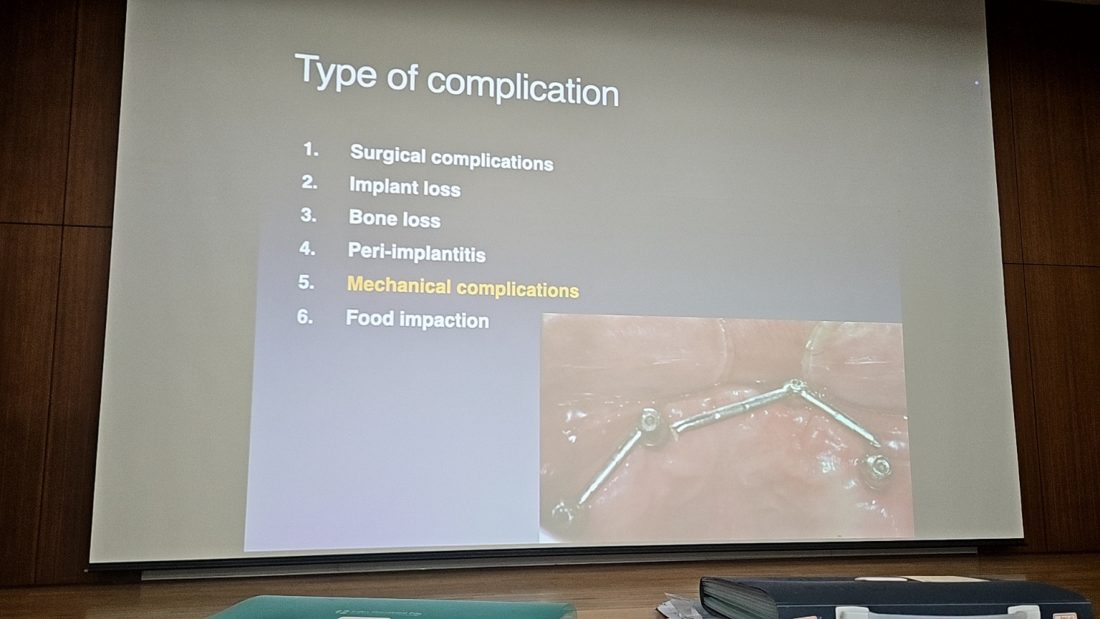 Type of complication
1. Surgical complications
2. Implant loss
3. Bone loss
4. Peri-implantitis
5. Mechanical complications
6. Food impaction